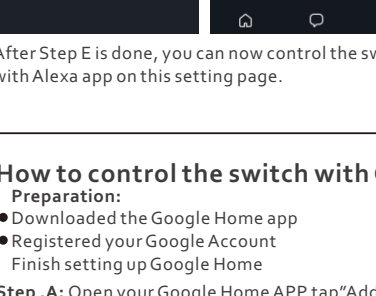 After Step E is done, you can now control the sw
with Alexa app on this setting page.
How to control the switch with
Preparation:
● Downloaded the Google Home app
● Registered your Google Account
Finish setting up Google Home
Step .A: Open your Google Home APP tap”Add